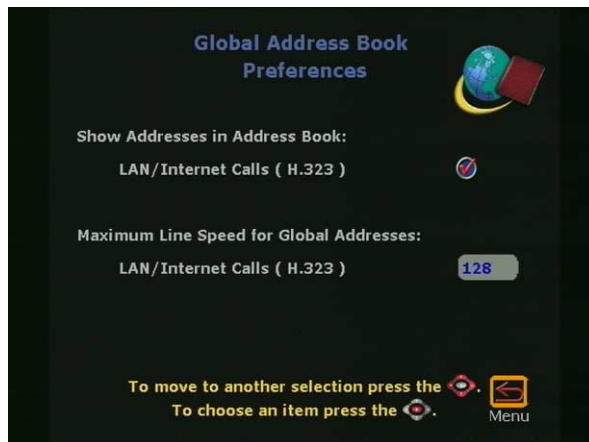 Global Address Book
Preferences
Show Addresses in Address Book:
LAN/Internet Calls ( H.323 )
Maximum Line Speed for Global Addresses:
LAN/Internet Calls ( H.323 )
128
To move to another selection press the .
To choose an item press the .
Menu